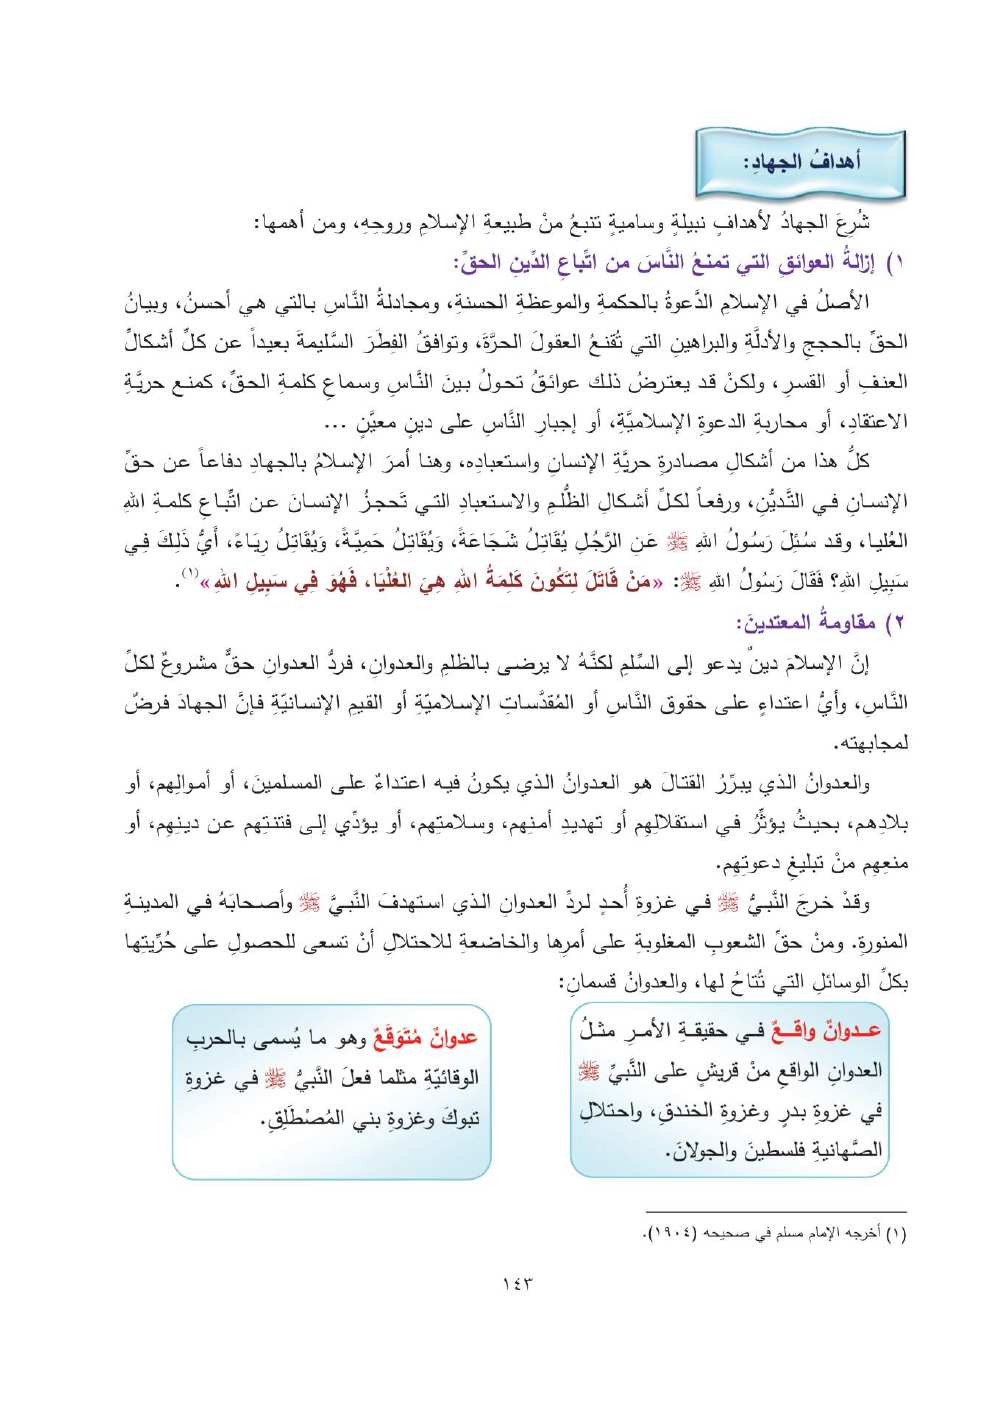 أهدافُ الجهادِ:
شُرِعَ الجهادُ لأهدافٍ نبيلةٍ وساميةٍ تنبعُ منْ طبيعةِ الإسلامِ وروحِهِ، ومن أهمها:
١) إزالةُ العوائقِ التي تمنعُ النَّاسَ من اتِّباعِ الدِّينِ الحقِّ:
الأصلُ في الإسلامِ الدَّعوةُ بالحكمةِ والموعظةِ الحسنةِ، ومجادلةُ النَّاسِ بالتي هي أحسنُ، وبيانُ
الحقِّ بالحججِ والأدلَّةِ والبراهينِ التي تُقنعُ العقولَ الحرَّةَ، وتوافقُ الفِطَرَ السَّليمةَ بعيداً عن كلِّ أشكالِ
العنفِ أو القسرِ، ولكنْ قد يعترضُ ذلك عوائقُ تحولُ بينَ النَّاسِ وسماعِ كلمةِ الحقِّ، كمنعِ حريَّةِ
الاعتقادِ، أو محاربةِ الدعوةِ الإسلاميَّةِ، أو إجبارِ النَّاسِ على دينٍ معيَّنٍ ...
كلُّ هذا من أشكالِ مصادرةِ حريَّةِ الإنسانِ واستعبادِه، وهنا أمرَ الإسلامُ بالجهادِ دفاعاً عن حقِّ
الإنسانِ في التَّديُّنِ، ورفعاً لكلِّ أشكالِ الظُّلمِ والاستعبادِ التي تَحجزُ الإنسانَ عن اتِّباعِ كلمةِ اللهِ
العُليا، وقد سُئِلَ رَسُولُ اللهِ ﷺ عَنِ الرَّجُلِ يُقَاتِلُ شَجَاعَةً، وَيُقَاتِلُ حَمِيَّةً، وَيُقَاتِلُ رِيَاءً، أَيُّ ذَلِكَ فِي
سَبِيلِ اللهِ؟ فَقَالَ رَسُولُ اللهِ ﷺ: «مَنْ قَاتَلَ لِتَكُونَ كَلِمَةُ اللهِ هِيَ العُلْيَا، فَهُوَ فِي سَبِيلِ اللهِ»(١).
٢) مقاومةُ المعتدينَ:
إنَّ الإسلامَ دينٌ يدعو إلى السِّلمِ لكنَّهُ لا يرضى بالظلمِ والعدوانِ، فردُّ العدوانِ حقٌّ مشروعٌ لكلِّ
النَّاسِ، وأيُّ اعتداءٍ على حقوقِ النَّاسِ أو المُقدَّساتِ الإسلاميّةِ أو القيمِ الإنسانيّةِ فإنَّ الجهادَ فرضٌ
لمجابهته.
والعدوانُ الذي يبرِّرُ القتالَ هو العدوانُ الذي يكونُ فيه اعتداءٌ على المسلمينَ، أو أموالِهم، أو
بلادِهم، بحيثُ يؤثِّرُ في استقلالِهِم أو تهديدِ أمنِهم، وسلامتِهم، أو يؤدِّي إلى فتنتِهم عن دينِهِم، أو
منعِهم منْ تبليغِ دعوتِهِم.
وقدْ خرجَ النَّبيُّ ﷺ في غزوةِ أُحدٍ لردِّ العدوانِ الذي استهدفَ النَّبيَّ ﷺ وأصحابَهُ في المدينةِ
المنورةِ. ومنْ حقِّ الشعوبِ المغلوبةِ على أمرِها والخاضعةِ للاحتلالِ أنْ تسعى للحصولِ على حُرِّيتِها
بكلِّ الوسائلِ التي تُتاحُ لها، والعدوانُ قسمانِ:
عدوانٌ واقعٌ في حقيقةِ الأمرِ مثلُ
العدوانِ الواقعِ منْ قريشٍ على النَّبيِّ ﷺ
في غزوةِ بدرٍ وغزوةِ الخندقِ، واحتلالِ
الصَّهاينةِ فلسطينَ والجولانَ.
عدوانٌ مُتَوَقَعٌ وهو ما يُسمى بالحربِ
الوقائيّةِ مثلما فعلَ النَّبيُّ ﷺ في غزوةِ
تبوكَ وغزوةِ بني المُصْطَلِقِ.
(١) أخرجه الإمام مسلم في صحيحه (١٩٠٤).
١٤٣